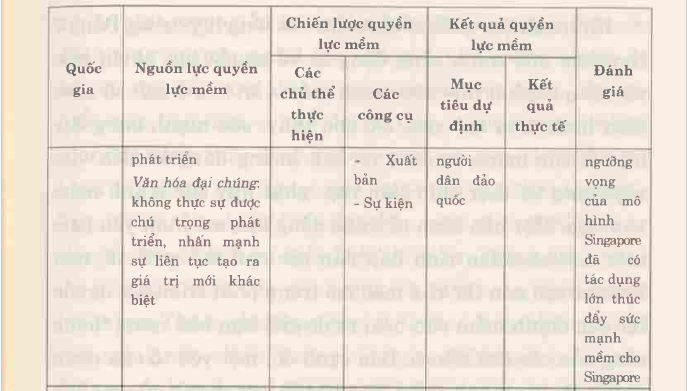 Quốc gia
Nguồn lực quyền lực mềm
Chiến lược quyền lực mềm
Kết quả quyền lực mềm
Đánh giá
Các chủ thể thực hiện
Các công cụ
Mục tiêu dự định
Kết quả thực tế
phát triển
Văn hóa đại chúng:
không thực sự được
chú trọng phát
triển, nhấn mạnh
sự liên tục tạo ra
giá trị mới khác
biệt
- Xuất
bản
- Sự kiện
người
dân đảo
quốc
ngưỡng
vọng
của mô
hình
Singapore
đã có
tác dụng
lớn thúc
đẩy sức
mạnh
mềm cho
Singapore